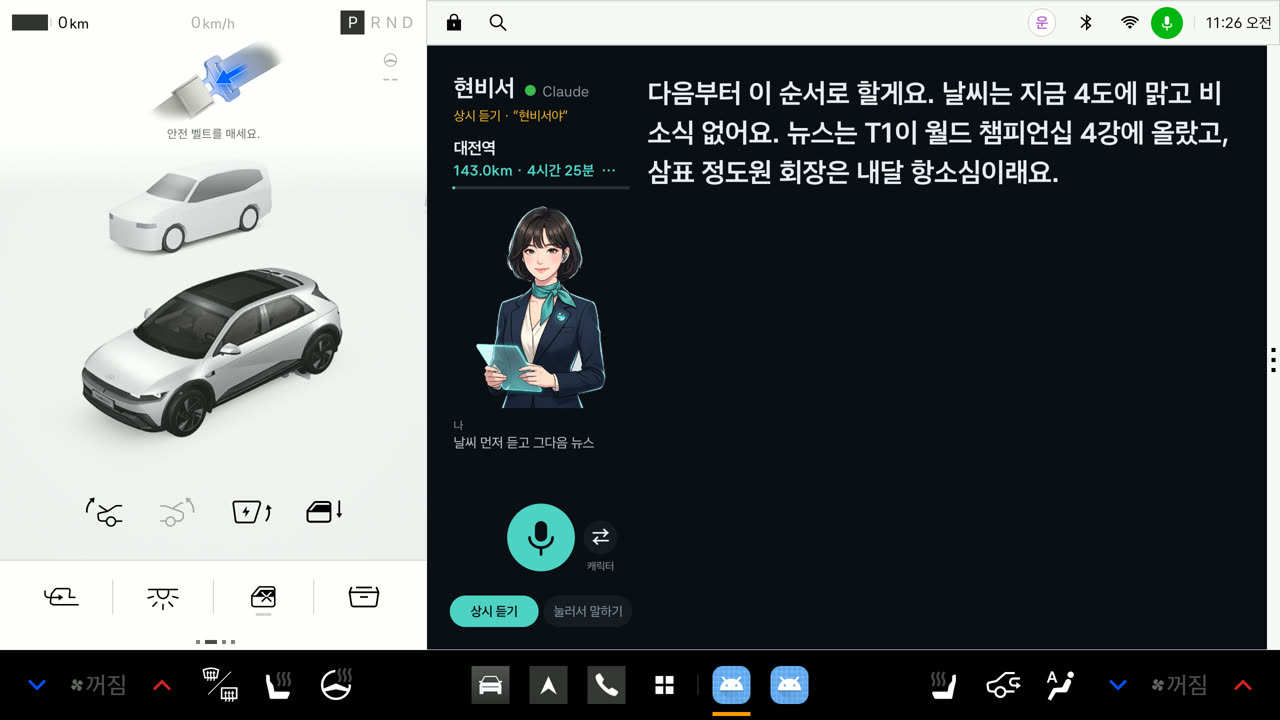 0 km
0 km/h
P R N D
운
11:26 오전
안전 벨트를 매세요.
현비서
Claude
상시 듣기 · "현비서야"
대전역
143.0km · 4시간 25분 ···
다음부터 이 순서로 할게요. 날씨는 지금 4도에 맑고 비
소식 없어요. 뉴스는 T1이 월드 챔피언십 4강에 올랐고,
삼표 정도원 회장은 내달 항소심이래요.
나
날씨 먼저 듣고 그다음 뉴스
캐릭터
상시 듣기
눌러서 말하기
꺼짐
A
꺼짐